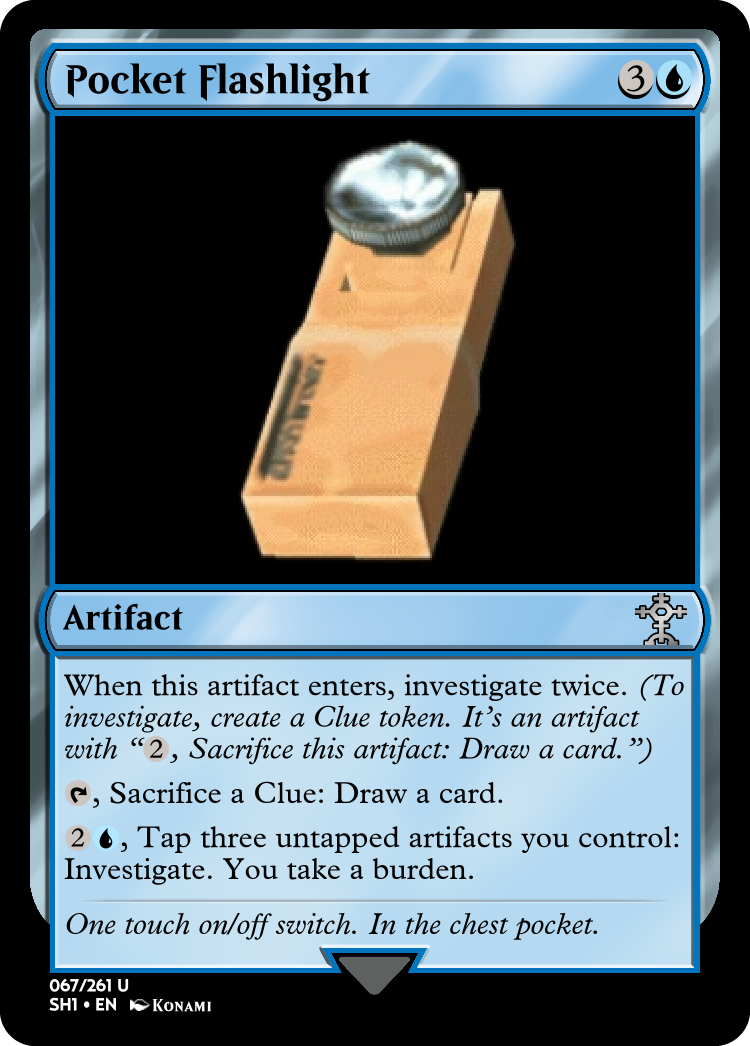 Pocket Flashlight 3
Artifact
When this artifact enters, investigate twice. (To
investigate, create a Clue token. It's an artifact
with “2, Sacrifice this artifact: Draw a card.”)
, Sacrifice a Clue: Draw a card.
2 , Tap three untapped artifacts you control:
Investigate. You take a burden.
One touch on/off switch. In the chest pocket.
067/261 U
SH1 • EN KONAMI